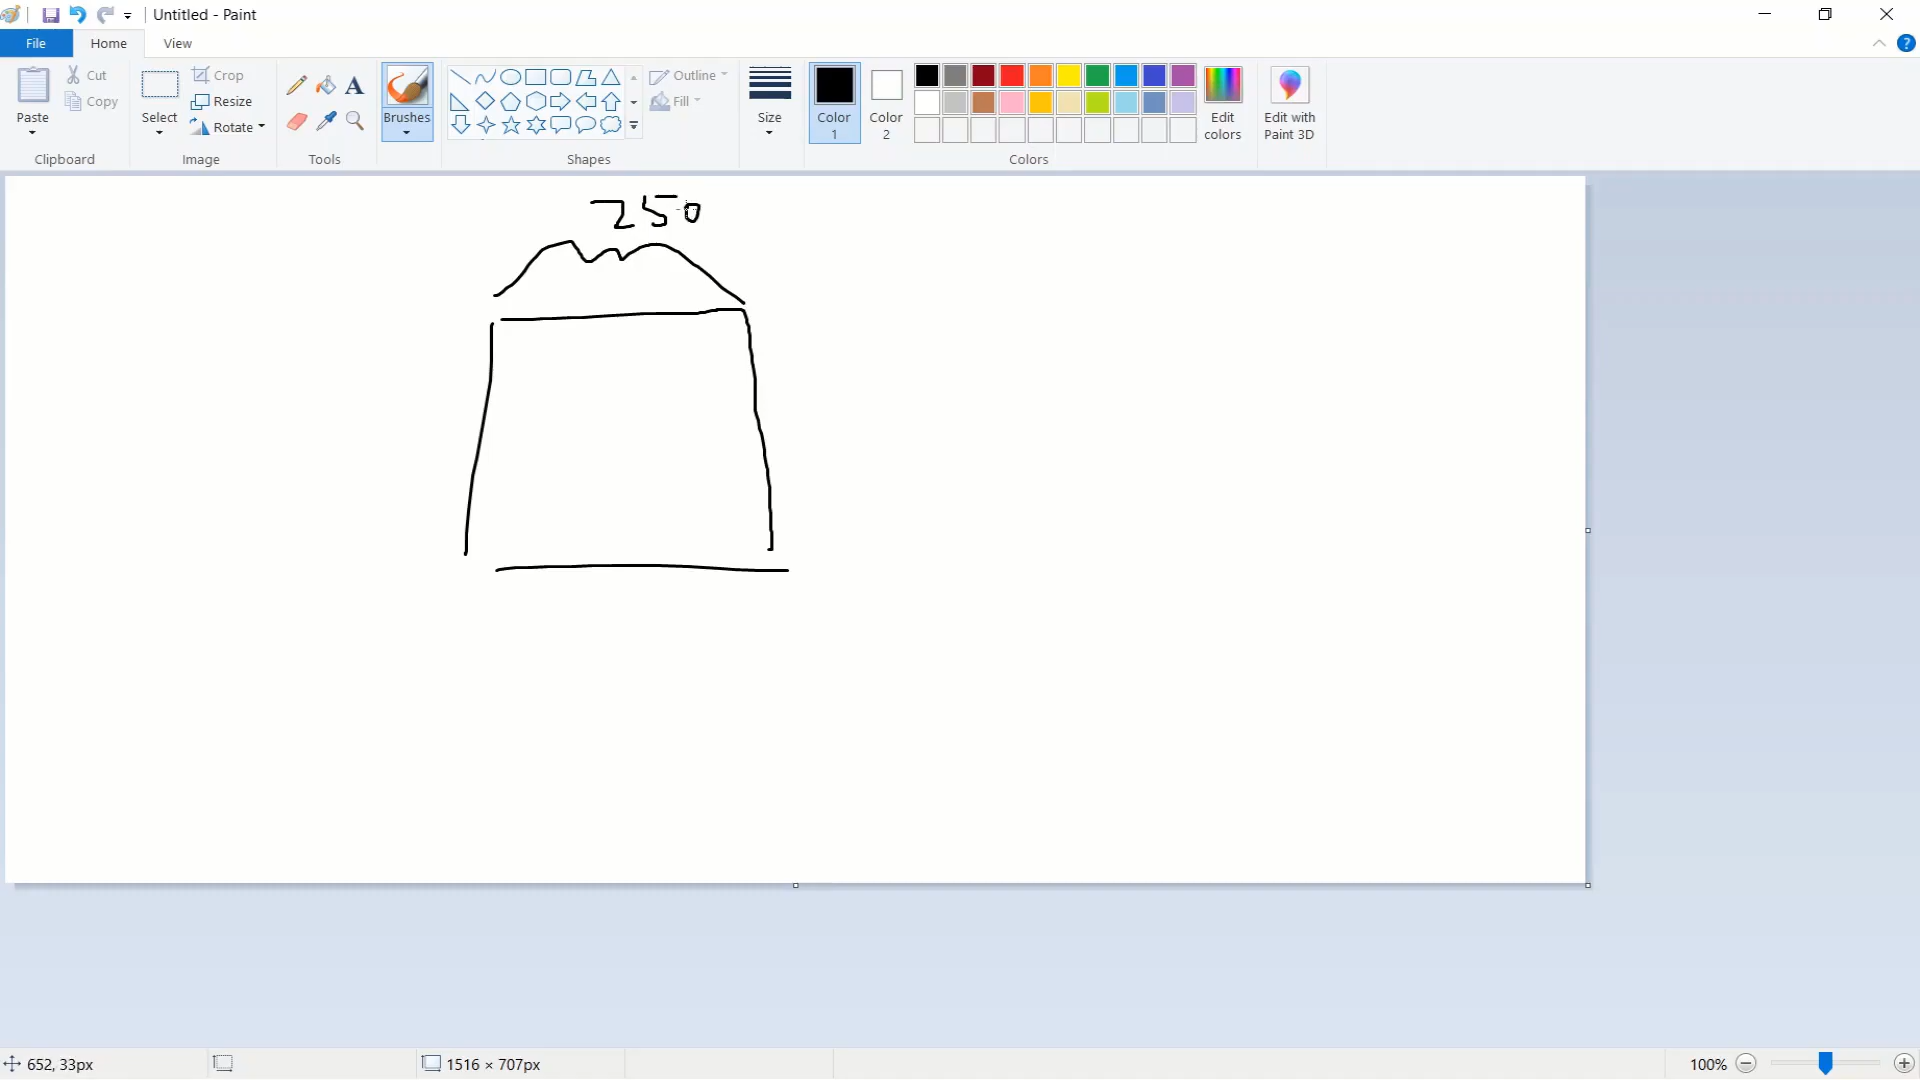 Untitled - Paint
File Home View
Paste Cut Copy Clipboard
Select Crop Resize Rotate Image
Tools
Brushes
Shapes Outline Fill
Size
Color 1 Color 2 Edit colors Colors
Edit with Paint 3D
250
652, 33px 1516 × 707px 100%